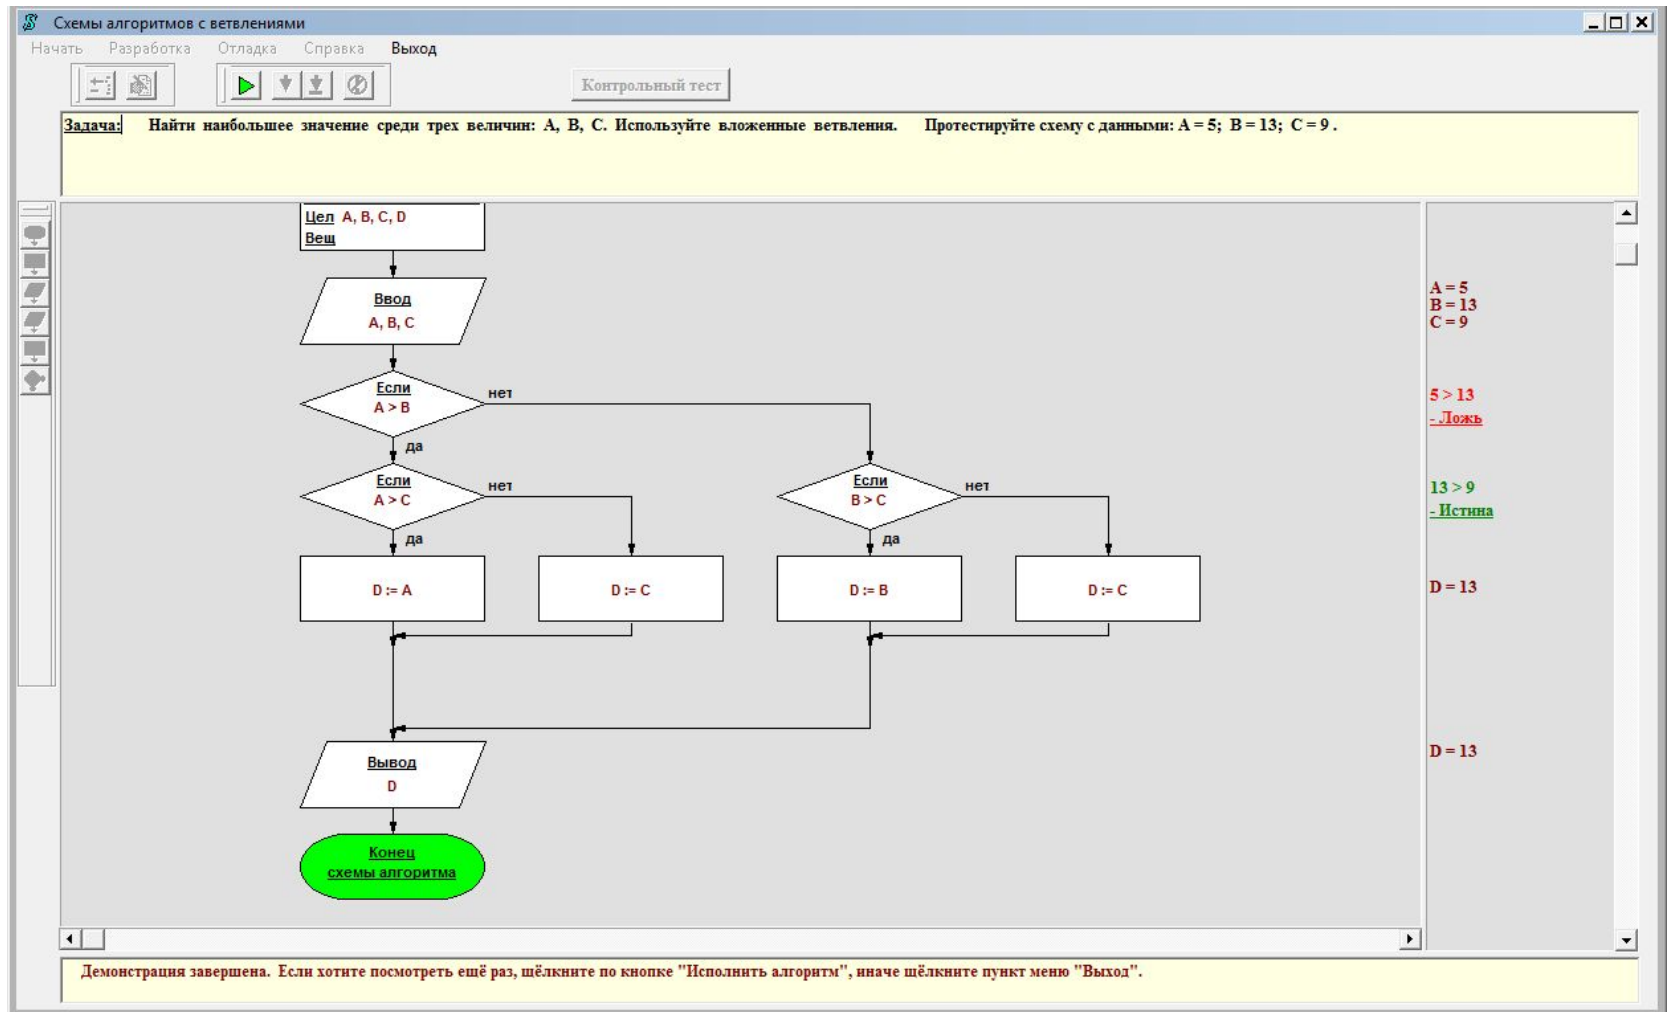 Схемы алгоритмов с ветвлениями
Начать Разработка Отладка Справка Выход
Контрольный тест
Задача: Найти наибольшее значение среди трех величин: A, B, C. Используйте вложенные ветвления. Протестируйте схему с данными: A = 5; B = 13; C = 9 .
Цел A, B, C, D
Вещ
Ввод
A, B, C
A = 5
B = 13
C = 9
Если
A > B
нет
да
5 > 13
- Ложь
Если
A > C
нет
да
Если
B > C
нет
да
13 > 9
- Истина
D := A
D := C
D := B
D := C
D = 13
Вывод
D
D = 13
Конец
схемы алгоритма
Демонстрация завершена. Если хотите посмотреть ещё раз, щёлкните по кнопке "Исполнить алгоритм", иначе щёлкните пункт меню "Выход".